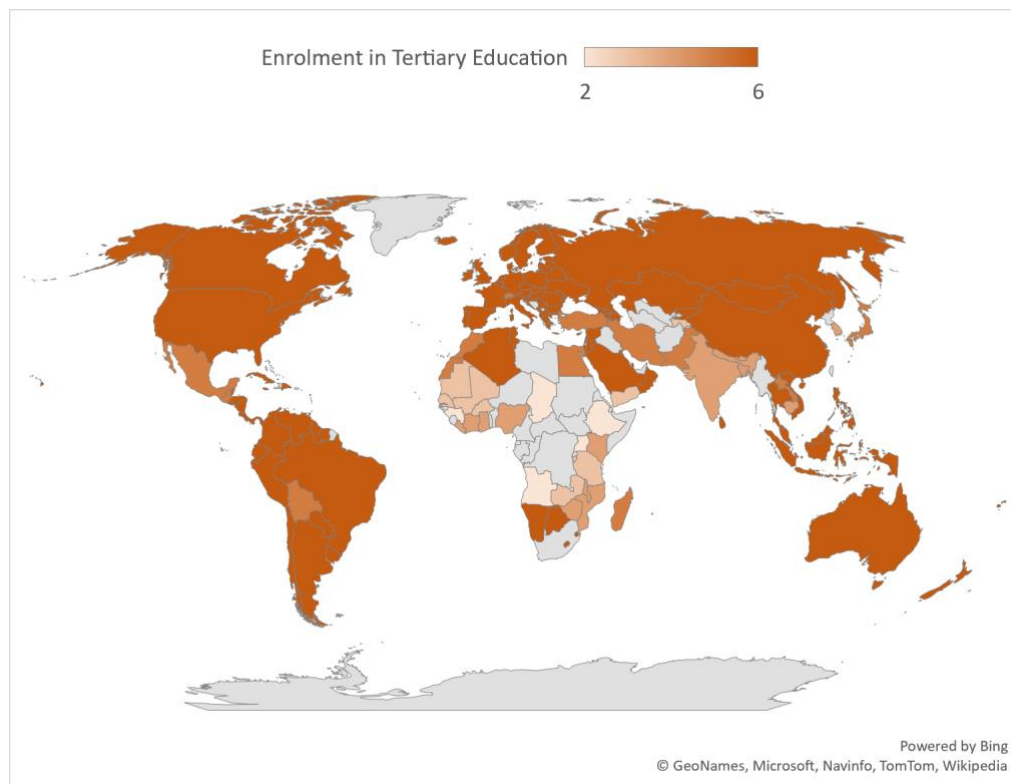 Enrolment in Tertiary Education
2 6
Powered by Bing
© GeoNames, Microsoft, Navinfo, TomTom, Wikipedia